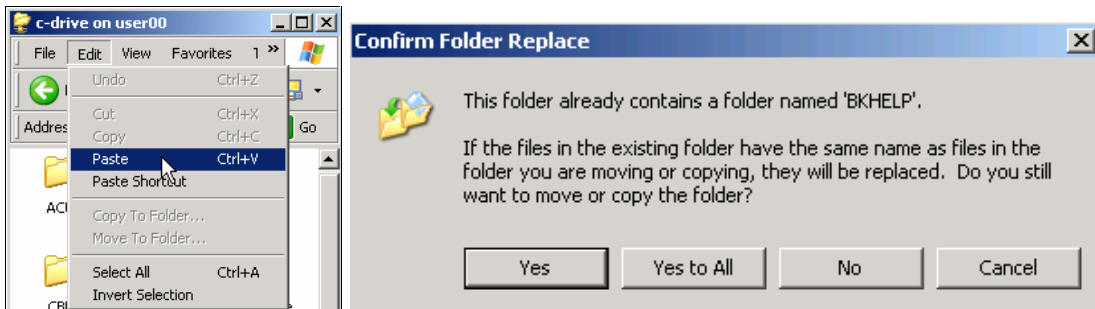 c-drive on user00
File Edit View Favorites
Undo Ctrl+Z
Cut Ctrl+X
Copy Ctrl+C
Paste Ctrl+V
Paste Shortcut
Copy To Folder...
Move To Folder...
Select All Ctrl+A
Invert Selection
Addres
Go
ACU
Confirm Folder Replace
This folder already contains a folder named 'BKHELP'.
If the files in the existing folder have the same name as files in the
folder you are moving or copying, they will be replaced. Do you still
want to move or copy the folder?
Yes Yes to All No Cancel